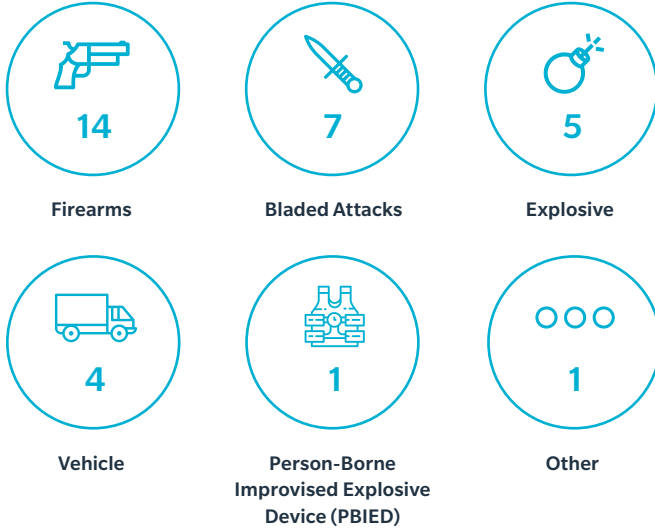 14
7
5
Firearms
Bladed Attacks
Explosive
4
1
1
Vehicle
Person-Borne
Improvised Explosive
Device (PBIED)
Other